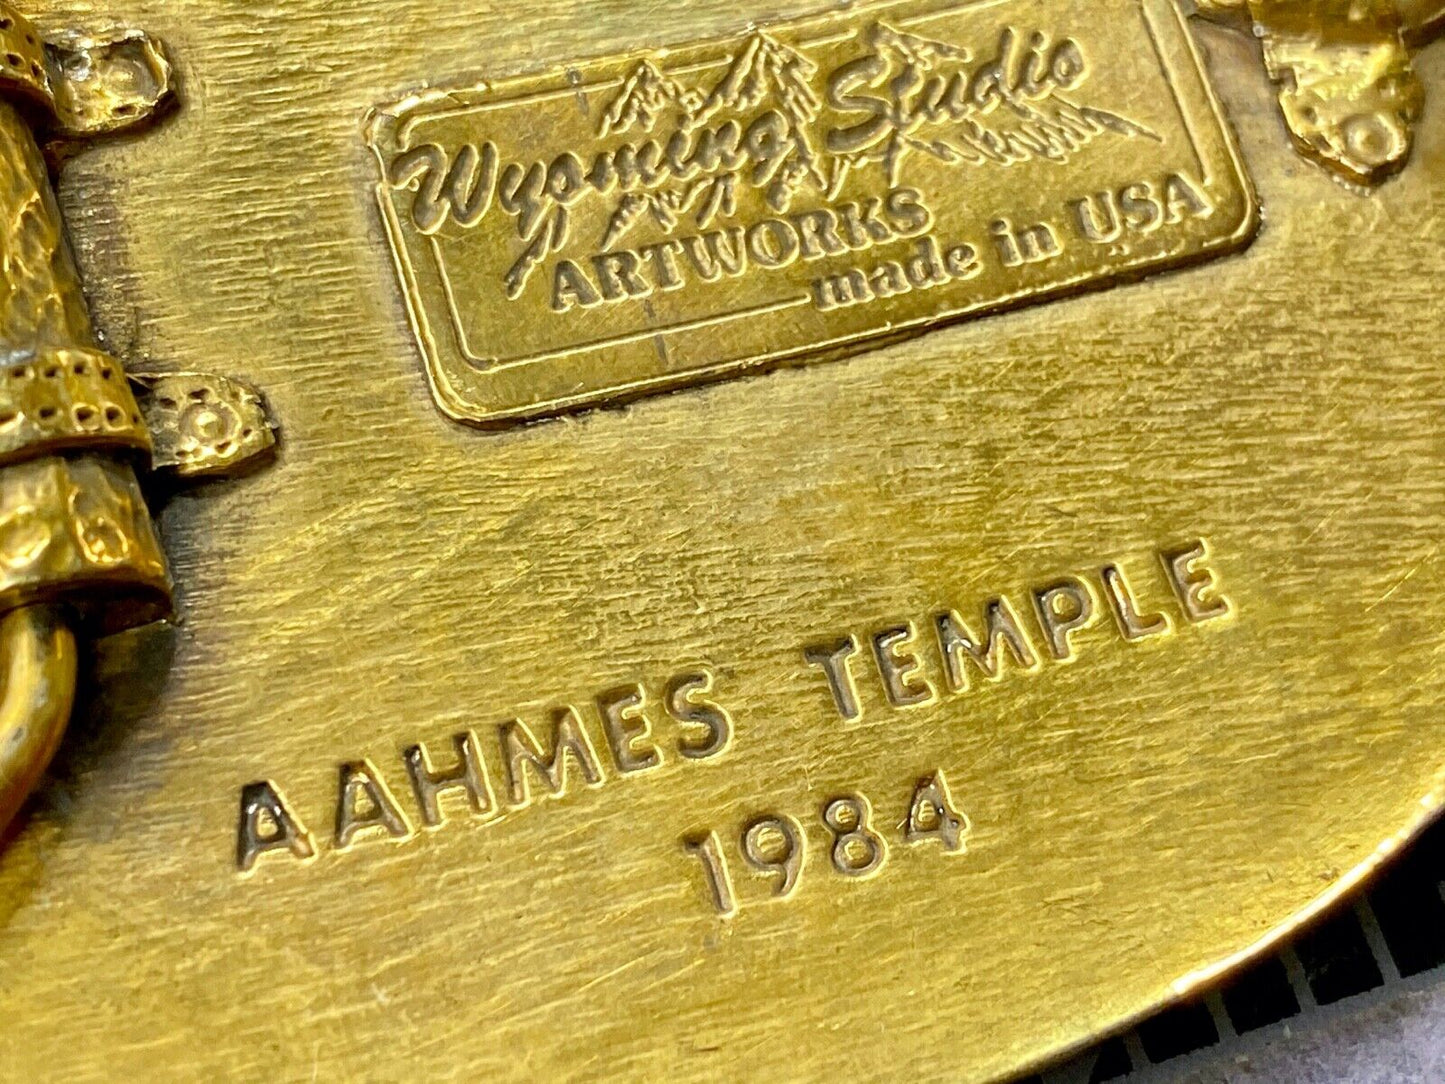 Wyoming Studio
ARTWORKS
made in USA
AAHMES TEMPLE
1984